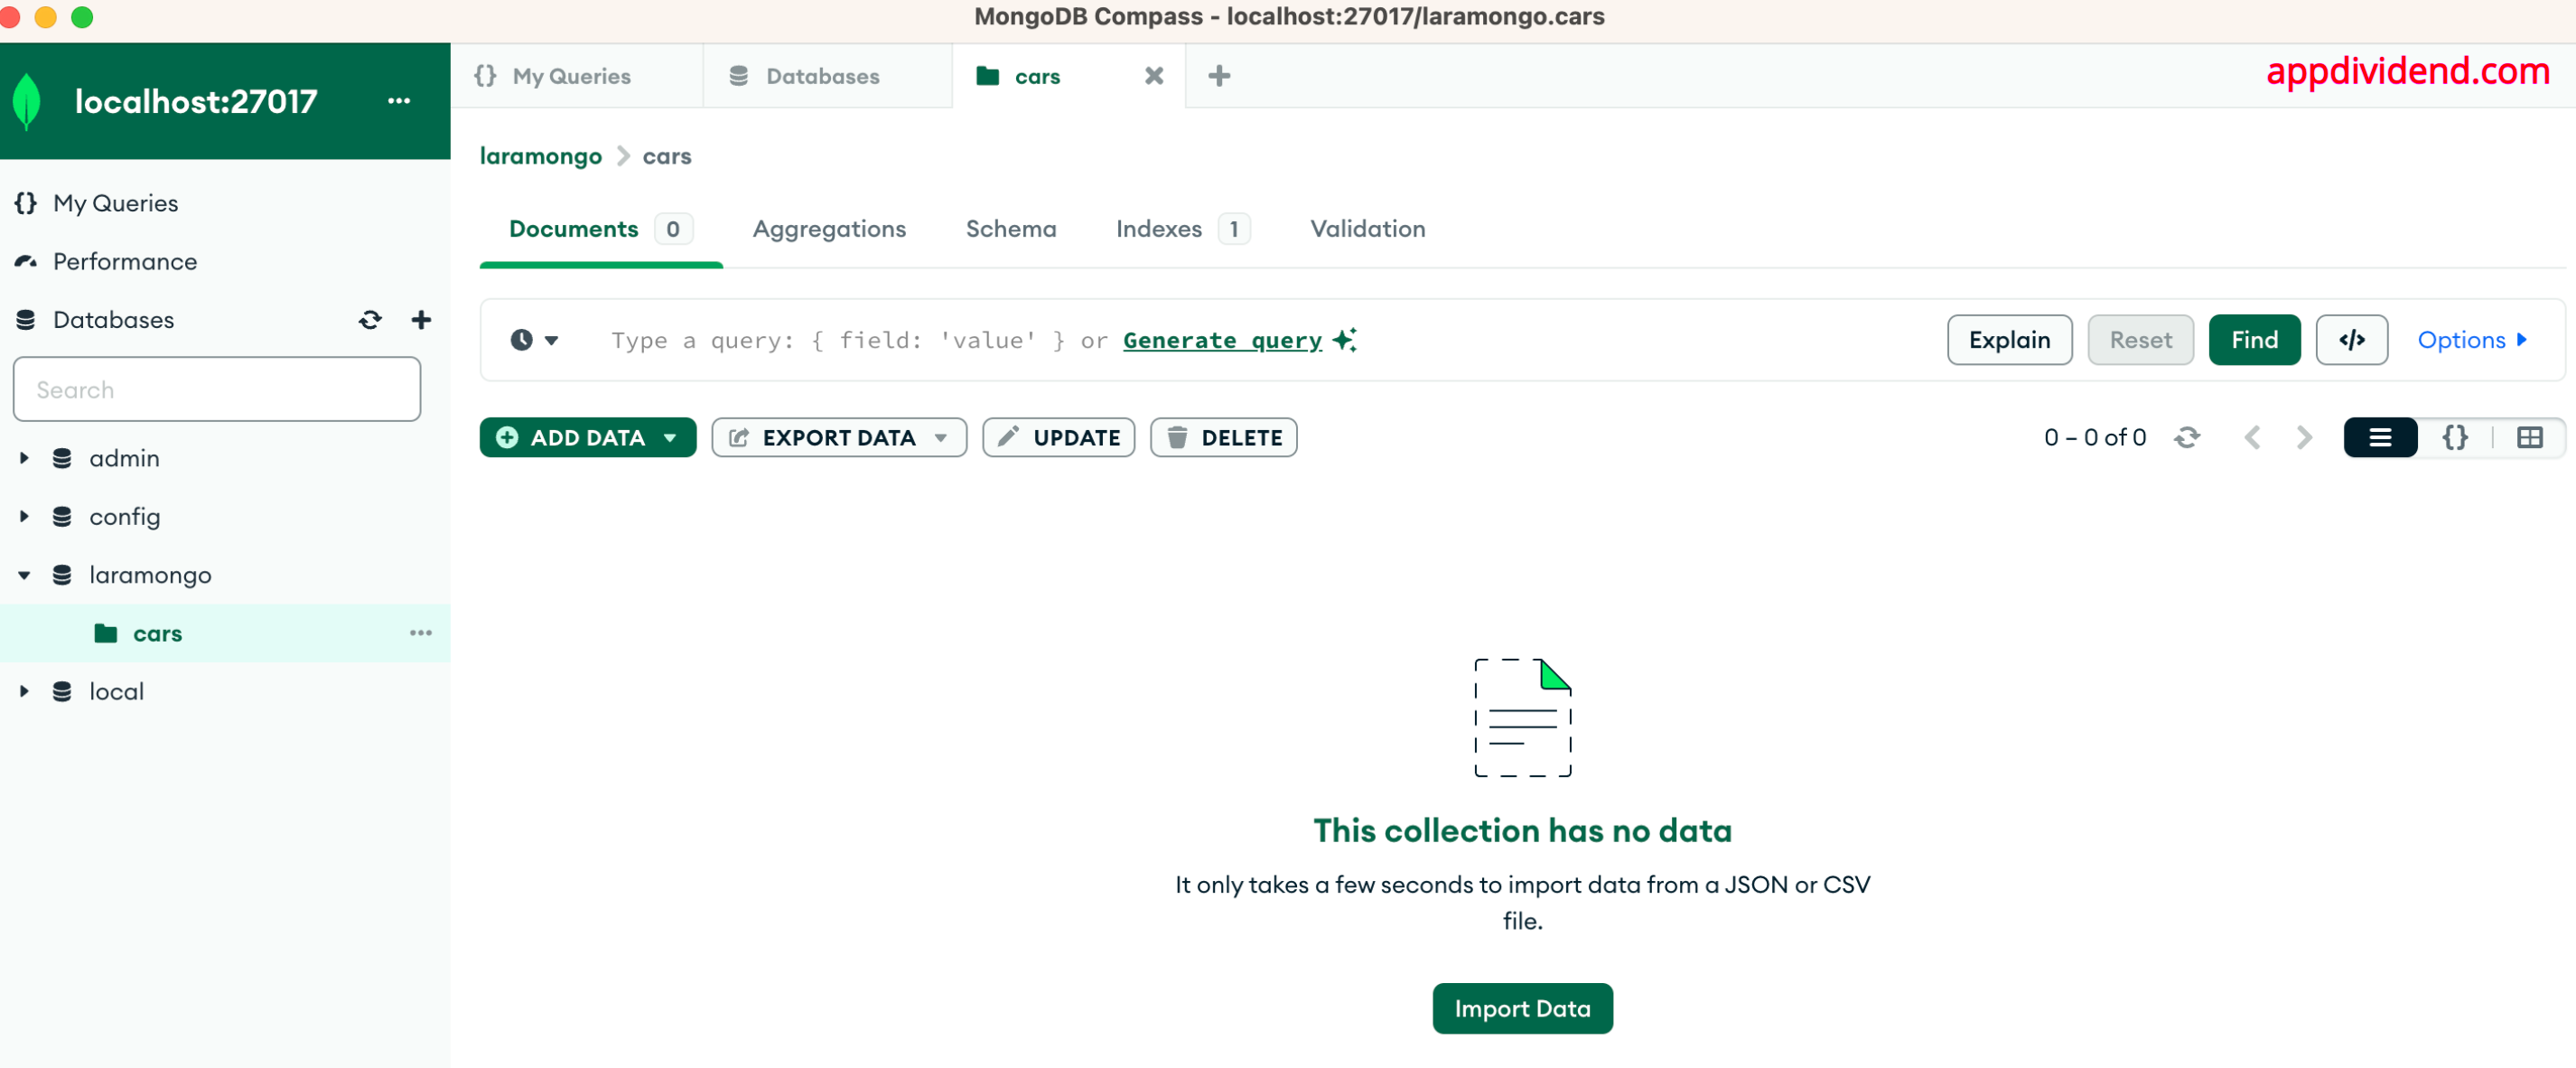 MongoDB Compass - localhost:27017/laramongo.cars
localhost:27017
My Queries
Databases
cars
appdividend.com
laramongo > cars
My Queries
Performance
Databases
Search
admin
config
laramongo
cars
local
Documents 0 Aggregations Schema Indexes 1 Validation
Type a query: { field: 'value' } or Generate query
Explain Reset Find </> Options
ADD DATA EXPORT DATA UPDATE DELETE
0 – 0 of 0
{}
This collection has no data
It only takes a few seconds to import data from a JSON or CSV
file.
Import Data